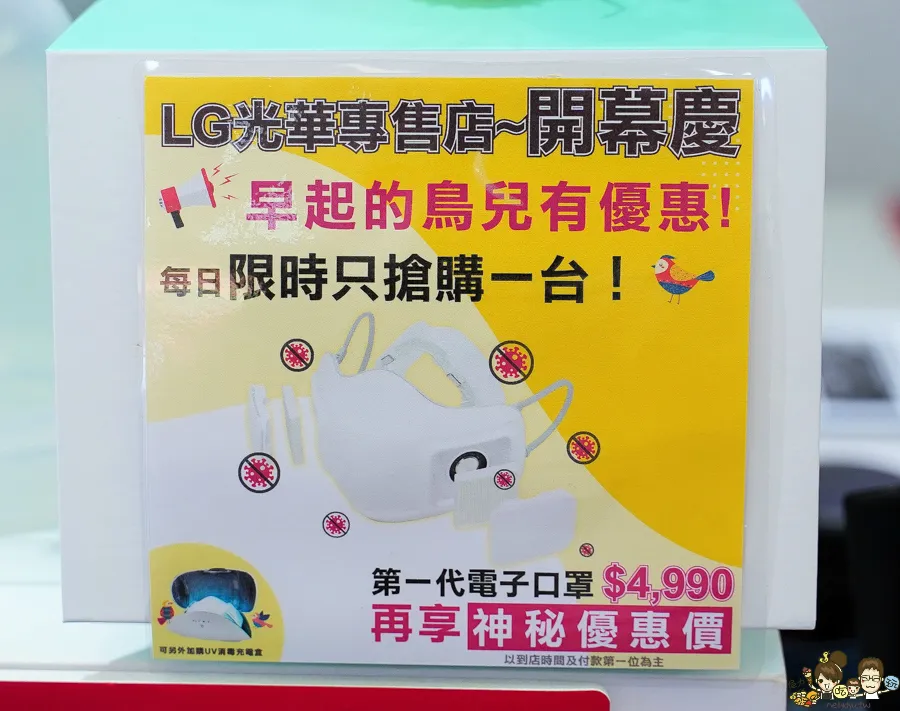 LG光華專售店~開幕慶
早起的鳥兒有優惠!
每日限時只搶購一台！
第一代電子口罩 $4,990
再享神秘優惠價
可另外加購UV消毒充電盒
以到店時間及付款第一位為主